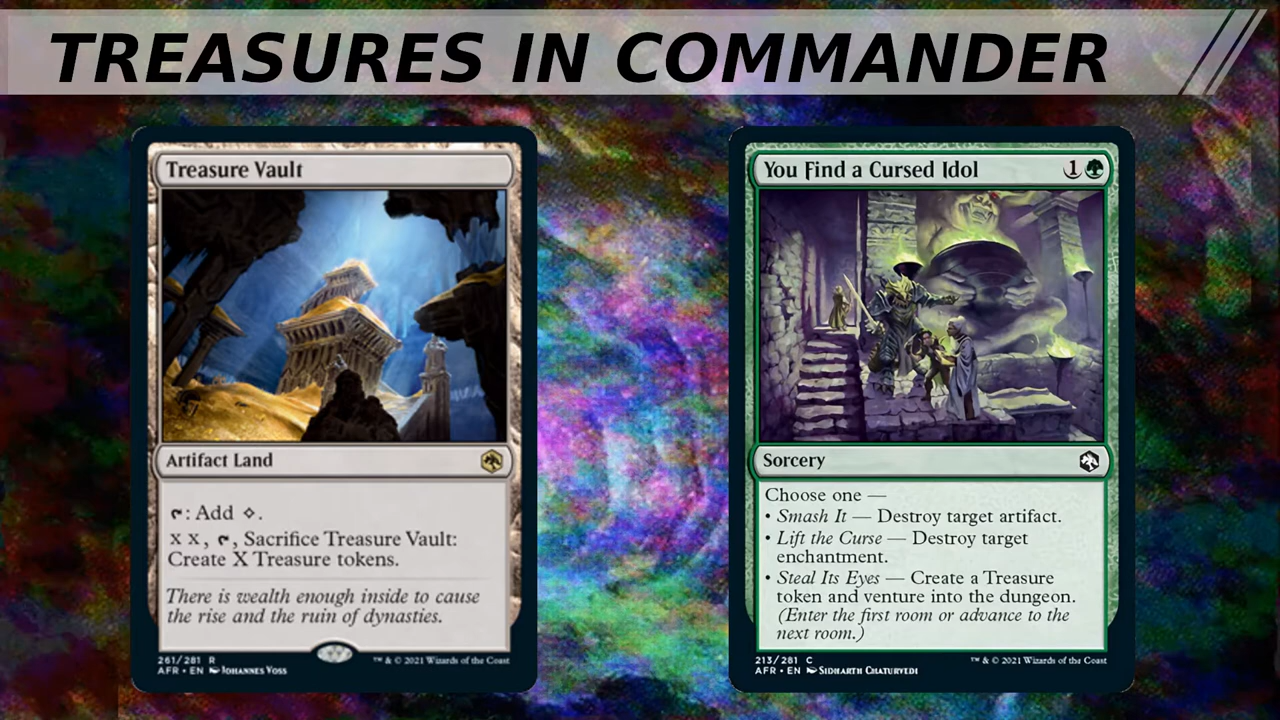 TREASURES IN COMMANDER
Treasure Vault
Artifact Land
: Add .
X X, , Sacrifice Treasure Vault:
Create X Treasure tokens.
There is wealth enough inside to cause
the rise and the ruin of dynasties.
261/281 R
AFR • EN Johannes Voss
™ & © 2021 Wizards of the Coast
You Find a Cursed Idol 1
Sorcery
Choose one —
• Smash It — Destroy target artifact.
• Lift the Curse — Destroy target
enchantment.
• Steal Its Eyes — Create a Treasure
token and venture into the dungeon.
(Enter the first room or advance to the
next room.)
213/281 C
AFR • EN Sidharth Chaturvedi
™ & © 2021 Wizards of the Coast